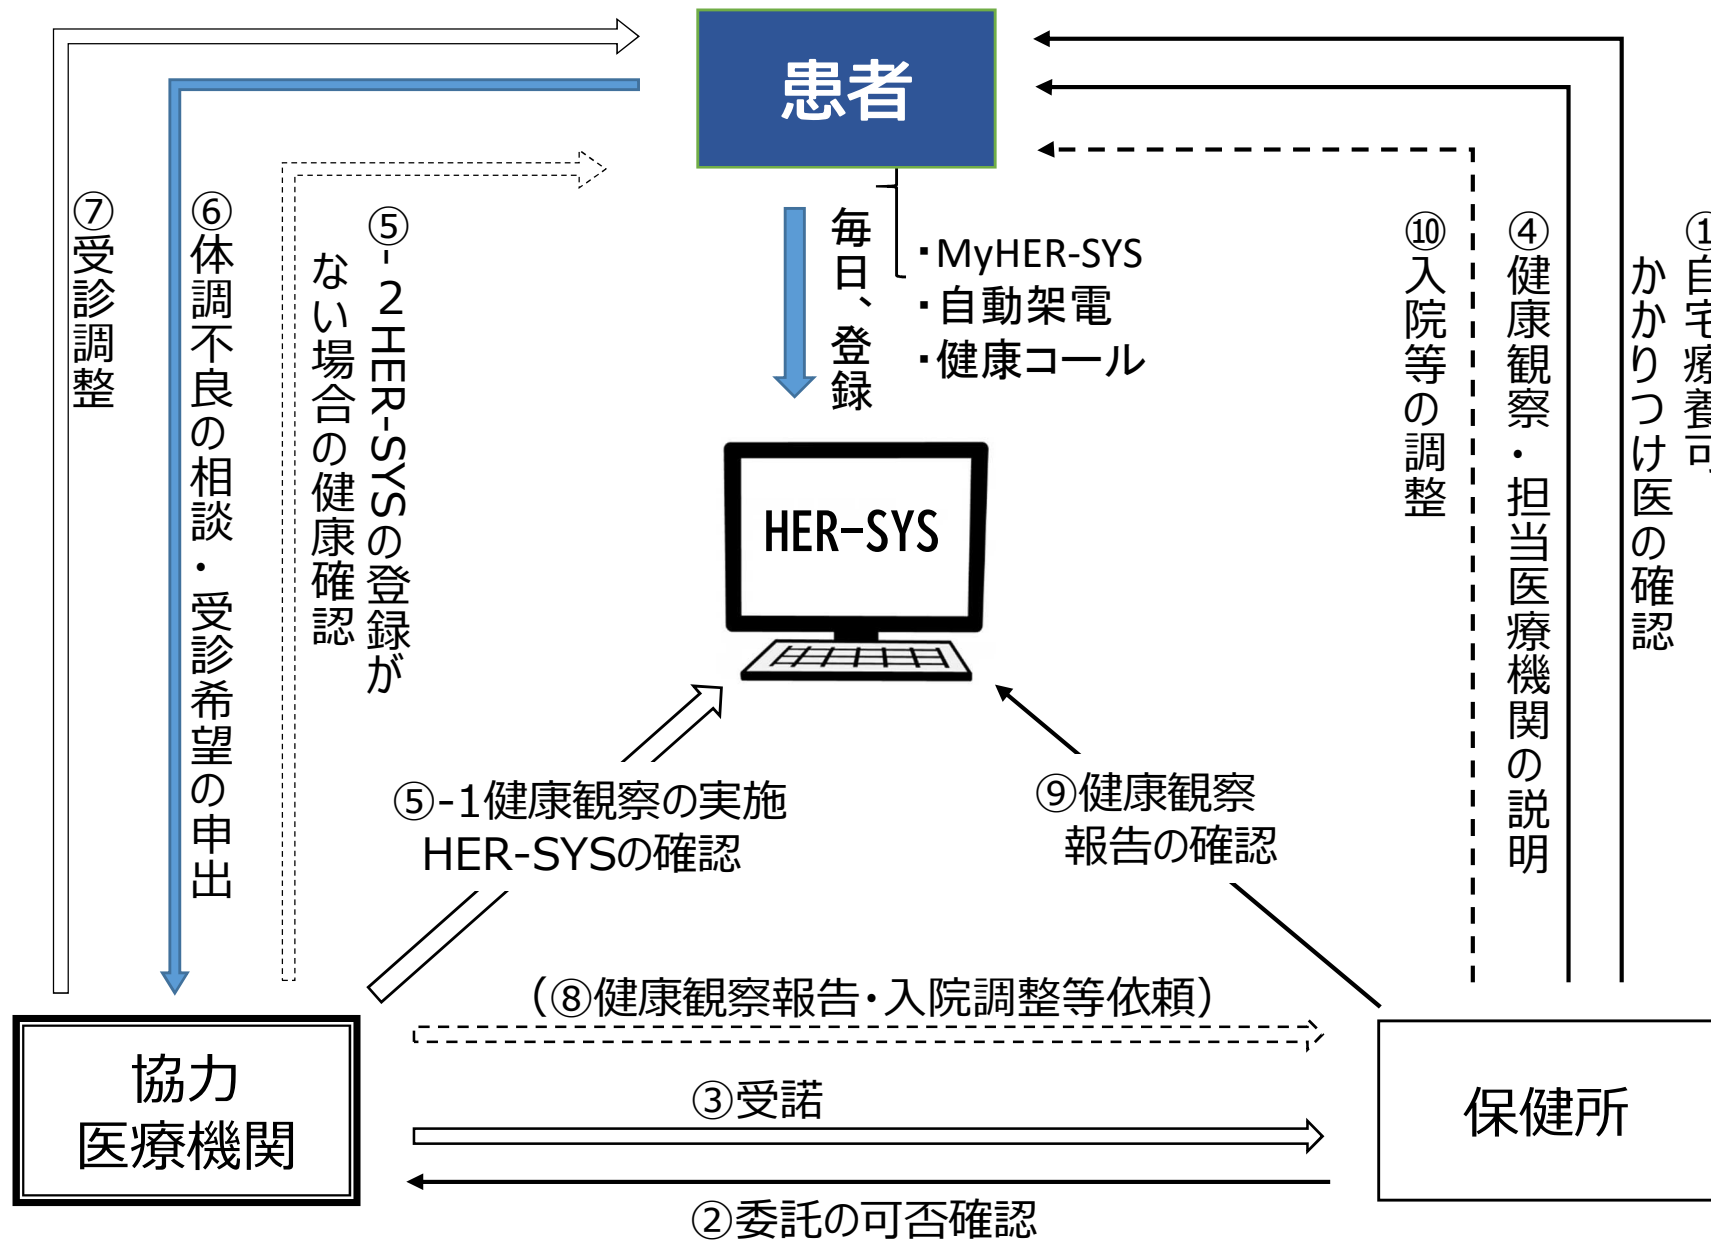 患者
⑦受診調整
⑥体調不良の相談・受診希望の申出
⑤-2HER-SYSの登録が
ない場合の健康確認
毎日、登録
・MyHER-SYS
・自動架電
・健康コール
⑩入院等の調整
④健康観察・担当医療機関の説明
①自宅療養可
かかりつけ医の確認
HER-SYS
⑤-1健康観察の実施
HER-SYSの確認
⑨健康観察
報告の確認
（⑧健康観察報告・入院調整等依頼）
協力
医療機関
③受諾
保健所
②委託の可否確認